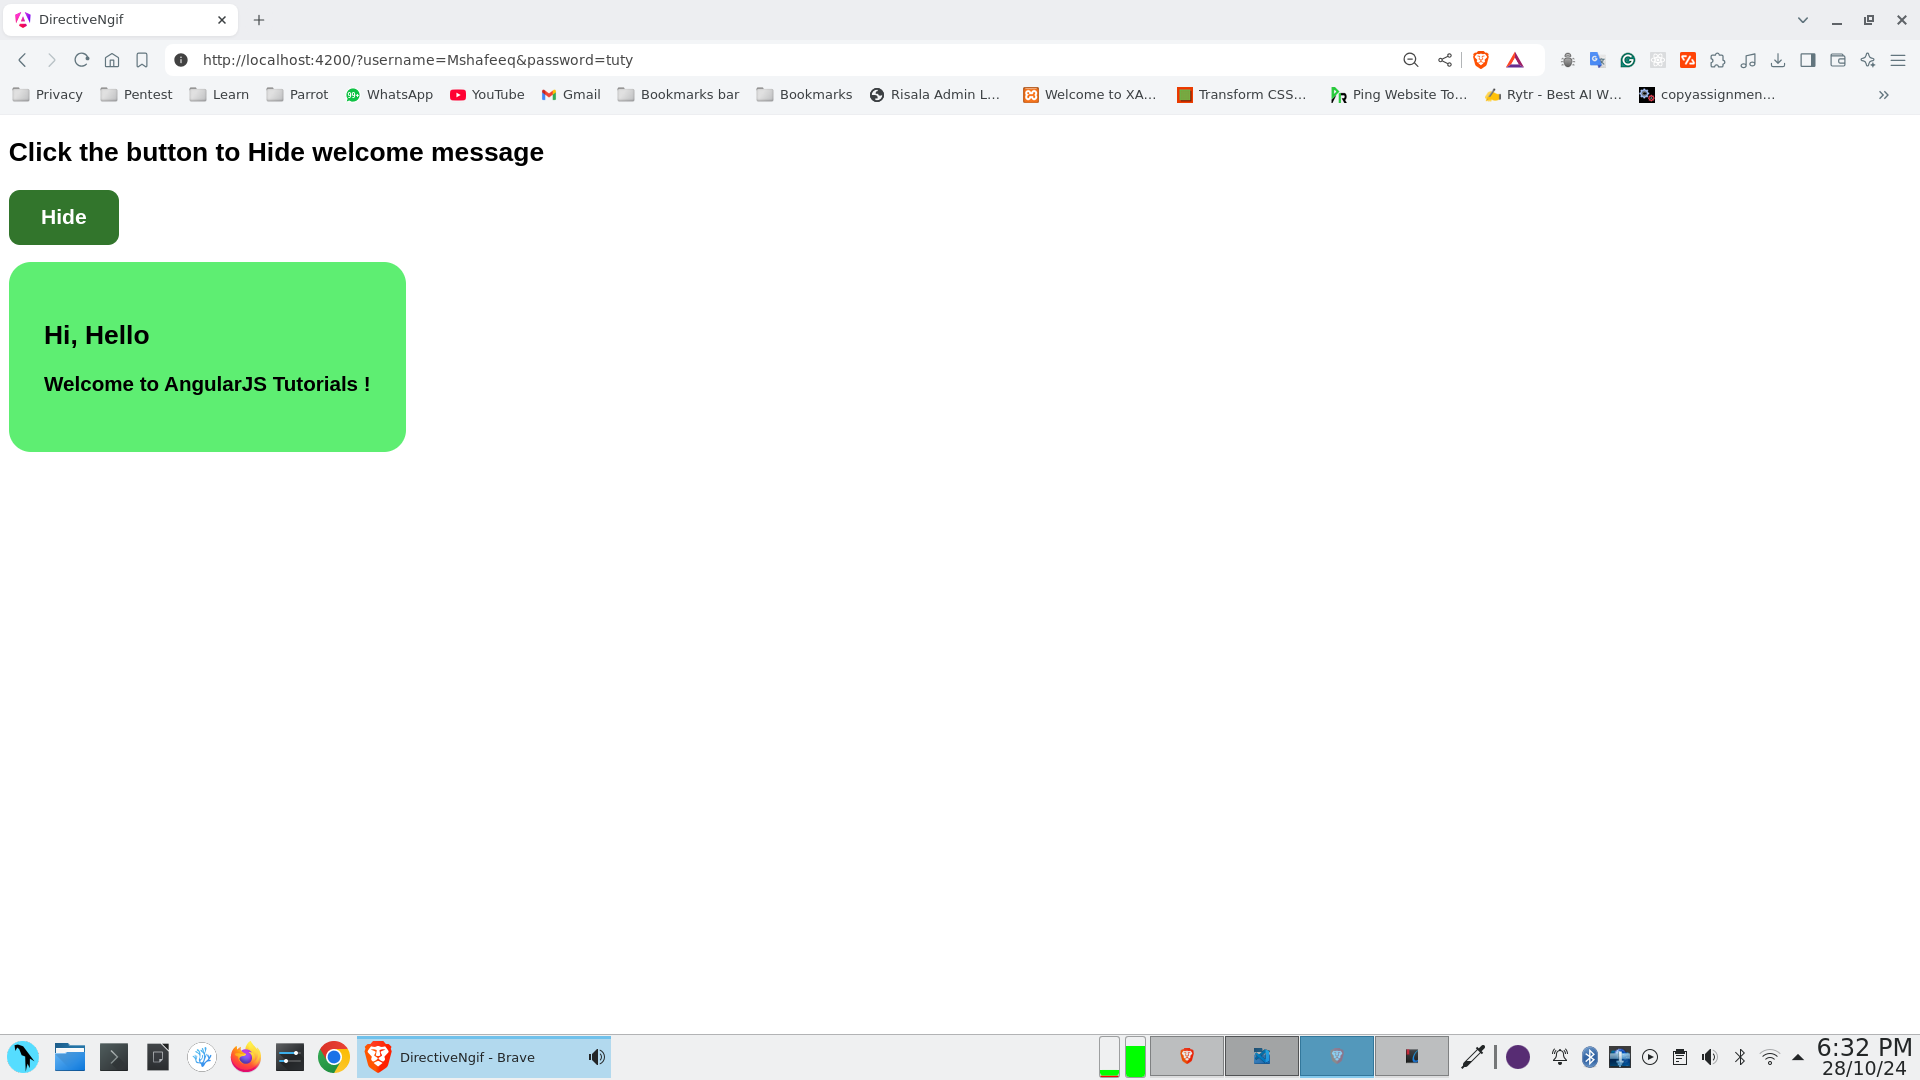 DirectiveNgif
http://localhost:4200/?username=Mshafeeq&password=tuty
Privacy Pentest Learn Parrot WhatsApp YouTube Gmail Bookmarks bar Bookmarks Risala Admin L... Welcome to XA... Transform CSS... Ping Website To... Rytr - Best AI W... copyassignmen...
Click the button to Hide welcome message
Hide
Hi, Hello
Welcome to AngularJS Tutorials !
DirectiveNgif - Brave
6:32 PM
28/10/24